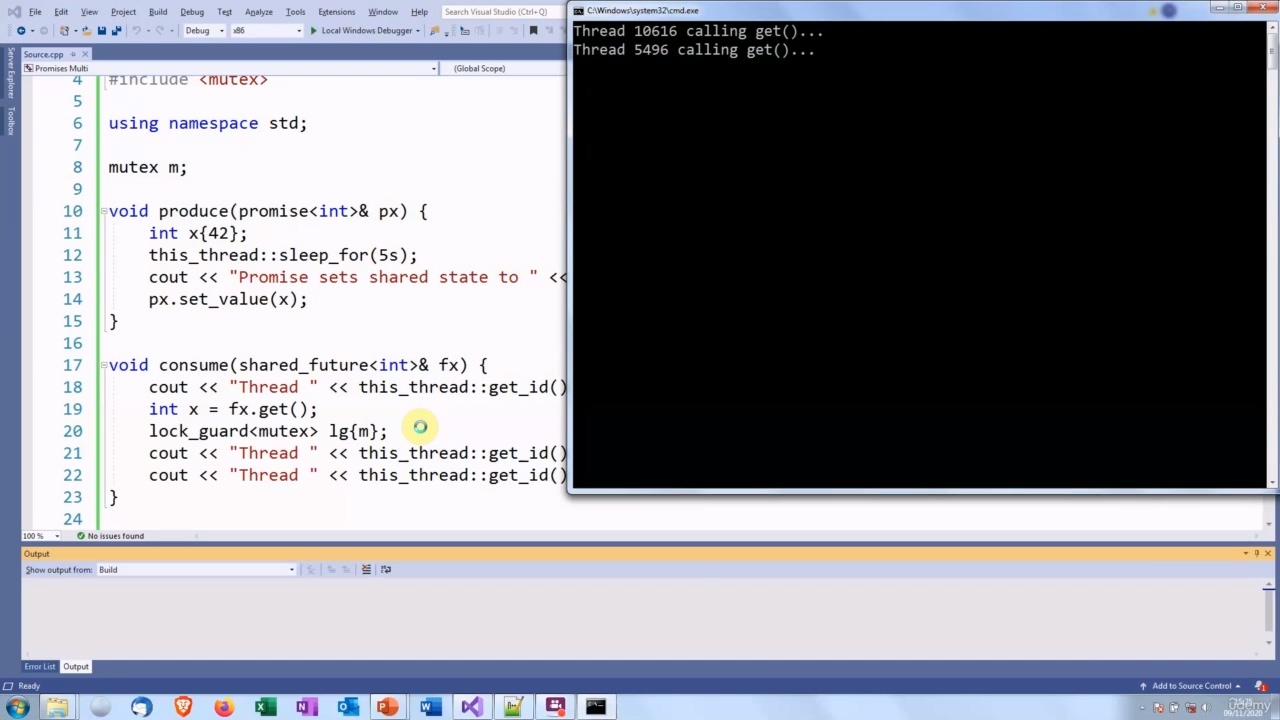 File Edit View Project Build Debug Test Analyze Tools Extensions Window Help Search Visual Studio (Ctrl+Q)
Debug x86 Local Windows Debugger
Source.cpp
Promises Multi (Global Scope)
Server Explorer
Toolbox
4 #include <mutex>
5
6 using namespace std;
7
8 mutex m;
9
10 void produce(promise<int>& px) {
11 int x{42};
12 this_thread::sleep_for(5s);
13 cout << "Promise sets shared state to " <<
14 px.set_value(x);
15 }
16
17 void consume(shared_future<int>& fx) {
18 cout << "Thread " << this_thread::get_id()
19 int x = fx.get();
20 lock_guard<mutex> lg{m};
21 cout << "Thread " << this_thread::get_id()
22 cout << "Thread " << this_thread::get_id()
23 }
24
100 % No issues found
C:\Windows\system32\cmd.exe
Thread 10616 calling get()...
Thread 5496 calling get()...
Output
Show output from: Build
Error List Output
Ready Add to Source Control
09/11/2020
udemy